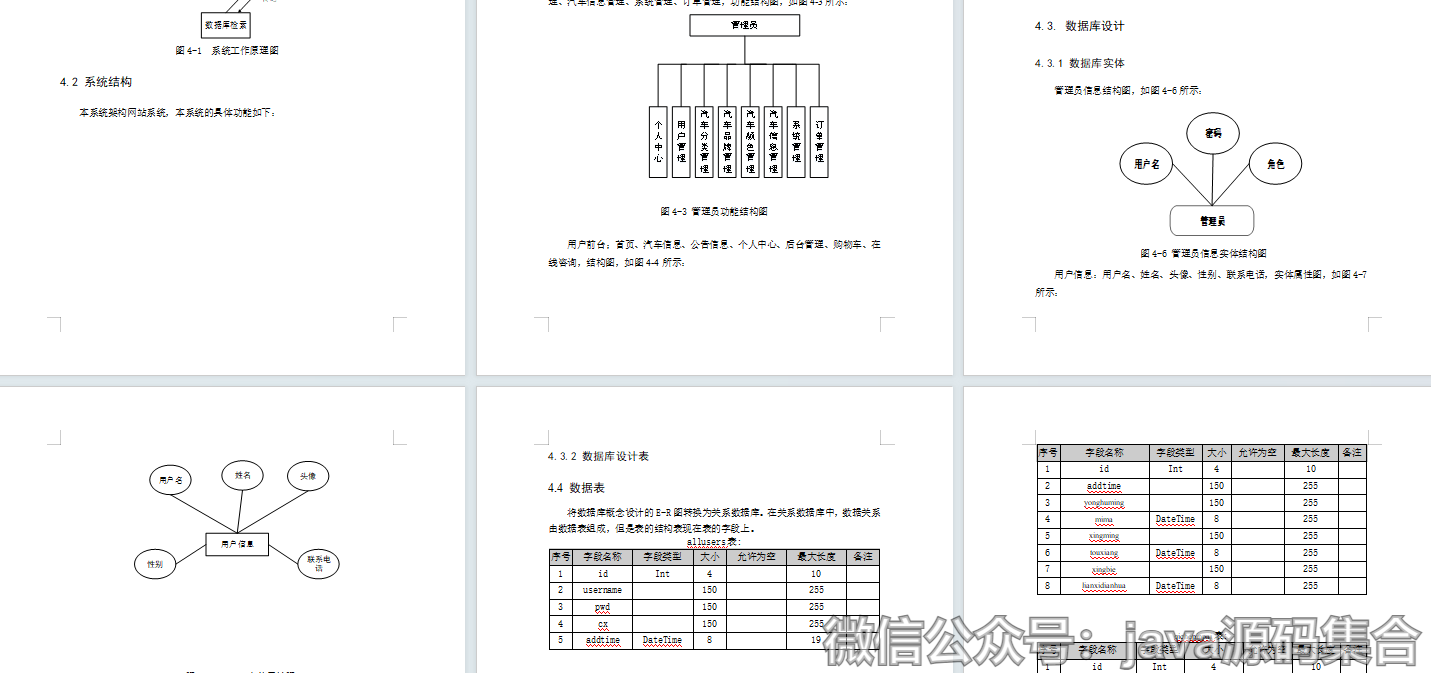 数据库检索
图4-1 系统工作原理图
4.2 系统结构
本系统架构网站系统，本系统的具体功能如下：
理、汽车信息管理、系统管理、订单管理，功能结构图，如图4-3所示：
管理员
个人中心
用户管理
汽车分类管理
汽车品牌管理
汽车颜色管理
汽车信息管理
系统管理
订单管理
图4-3 管理员功能结构图
用户前台：首页、汽车信息、公告信息、个人中心、后台管理、购物车、在
线咨询，结构图，如图4-4所示：
4.3. 数据库设计
4.3.1 数据库实体
管理员信息结构图，如图4-6所示：
密码
用户名
角色
管理员
图4-6 管理员信息实体结构图
用户信息：用户名、姓名、头像、性别、联系电话，实体属性图，如图4-7
所示：
用户名
姓名
头像
用户信息
性别
联系电
话
4.3.2 数据库设计表
4.4 数据表
将数据库概念设计的E-R图转换为关系数据库。在关系数据库中，数据关系
由数据表组成，但是表的结构表现在表的字段上。
allusers表:
序号 字段名称 字段类型 大小 允许为空 最大长度 备注
1 id Int 4 10
2 username 150 255
3 pwd 150 255
4 cx 150 255
5 addtime DateTime 8 19
序号 字段名称 字段类型 大小 允许为空 最大长度 备注
1 id Int 4 10
2 addtime 150 255
3 yonghuming 150 255
4 mima DateTime 8 255
5 xingming 150 255
6 touxiang DateTime 8 255
7 xingbie 150 255
8 lianxidianhua DateTime 8 255
表:
序号 字段名称 字段类型 大小 允许为空 最大长度 备注
1 id Int 4 10
微信公众号：java源码集合